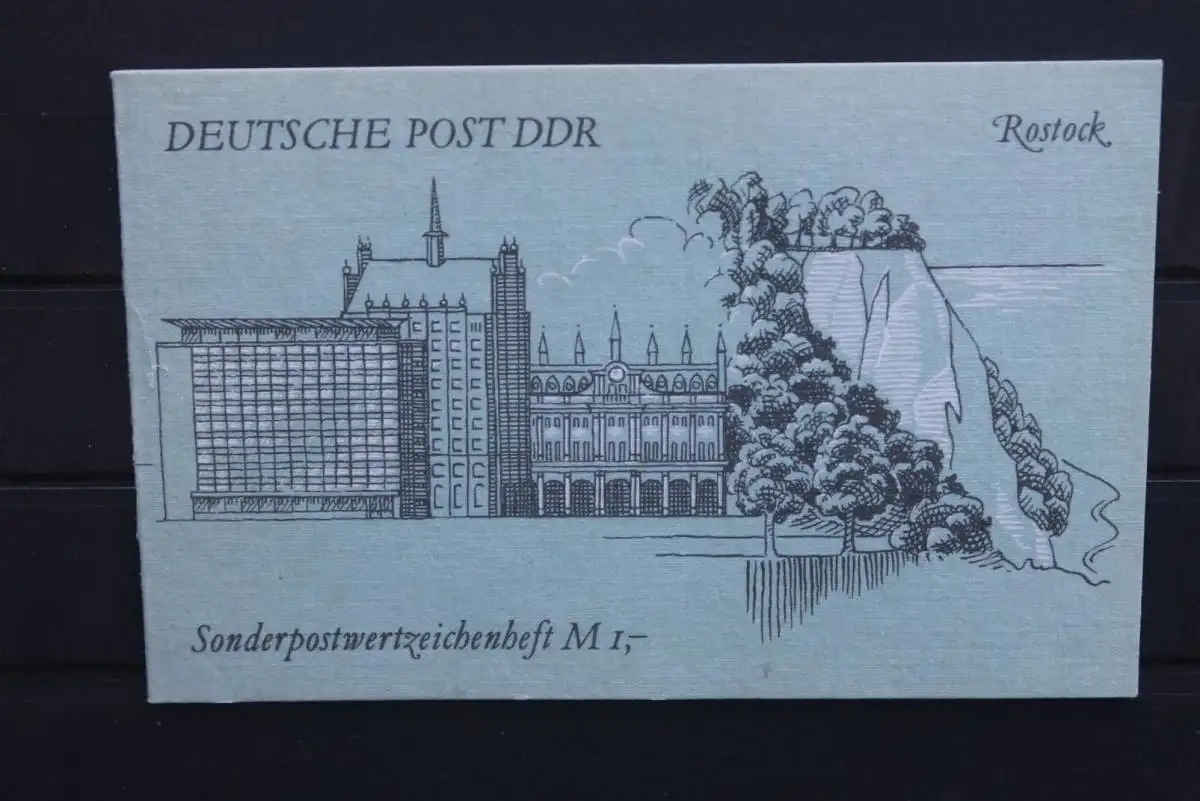 DEUTSCHE POST DDR
Rostock
Sonderpostwertzeichenheft M 1,–